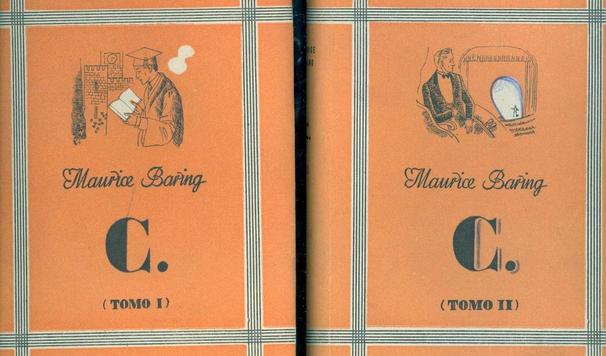 Maurice Baring
C.
(TOMO I)
Maurice Baring
C.
(TOMO II)